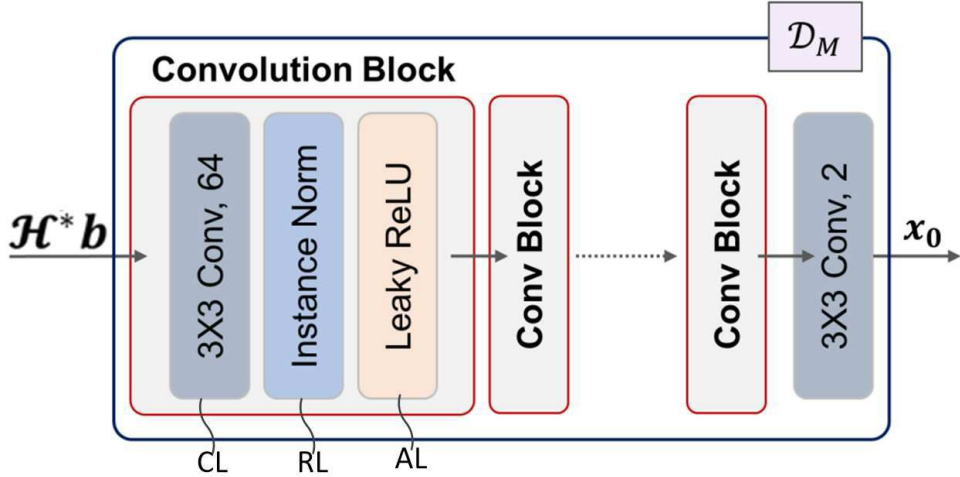 𝒟_M
Convolution Block
ℋ* b
3X3 Conv, 64
Instance Norm
Leaky ReLU
Conv Block
Conv Block
3X3 Conv, 2
x₀
CL
RL
AL